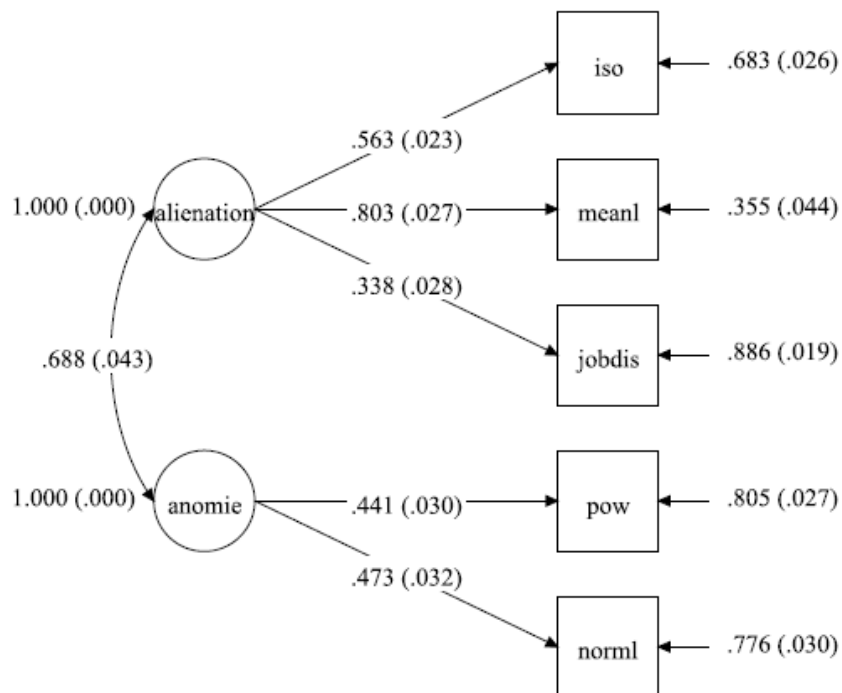 iso
.683 (.026)
.563 (.023)
1.000 (.000)
alienation
.803 (.027)
meanl
.355 (.044)
.338 (.028)
.688 (.043)
jobdis
.886 (.019)
1.000 (.000)
anomie
.441 (.030)
pow
.805 (.027)
.473 (.032)
norml
.776 (.030)